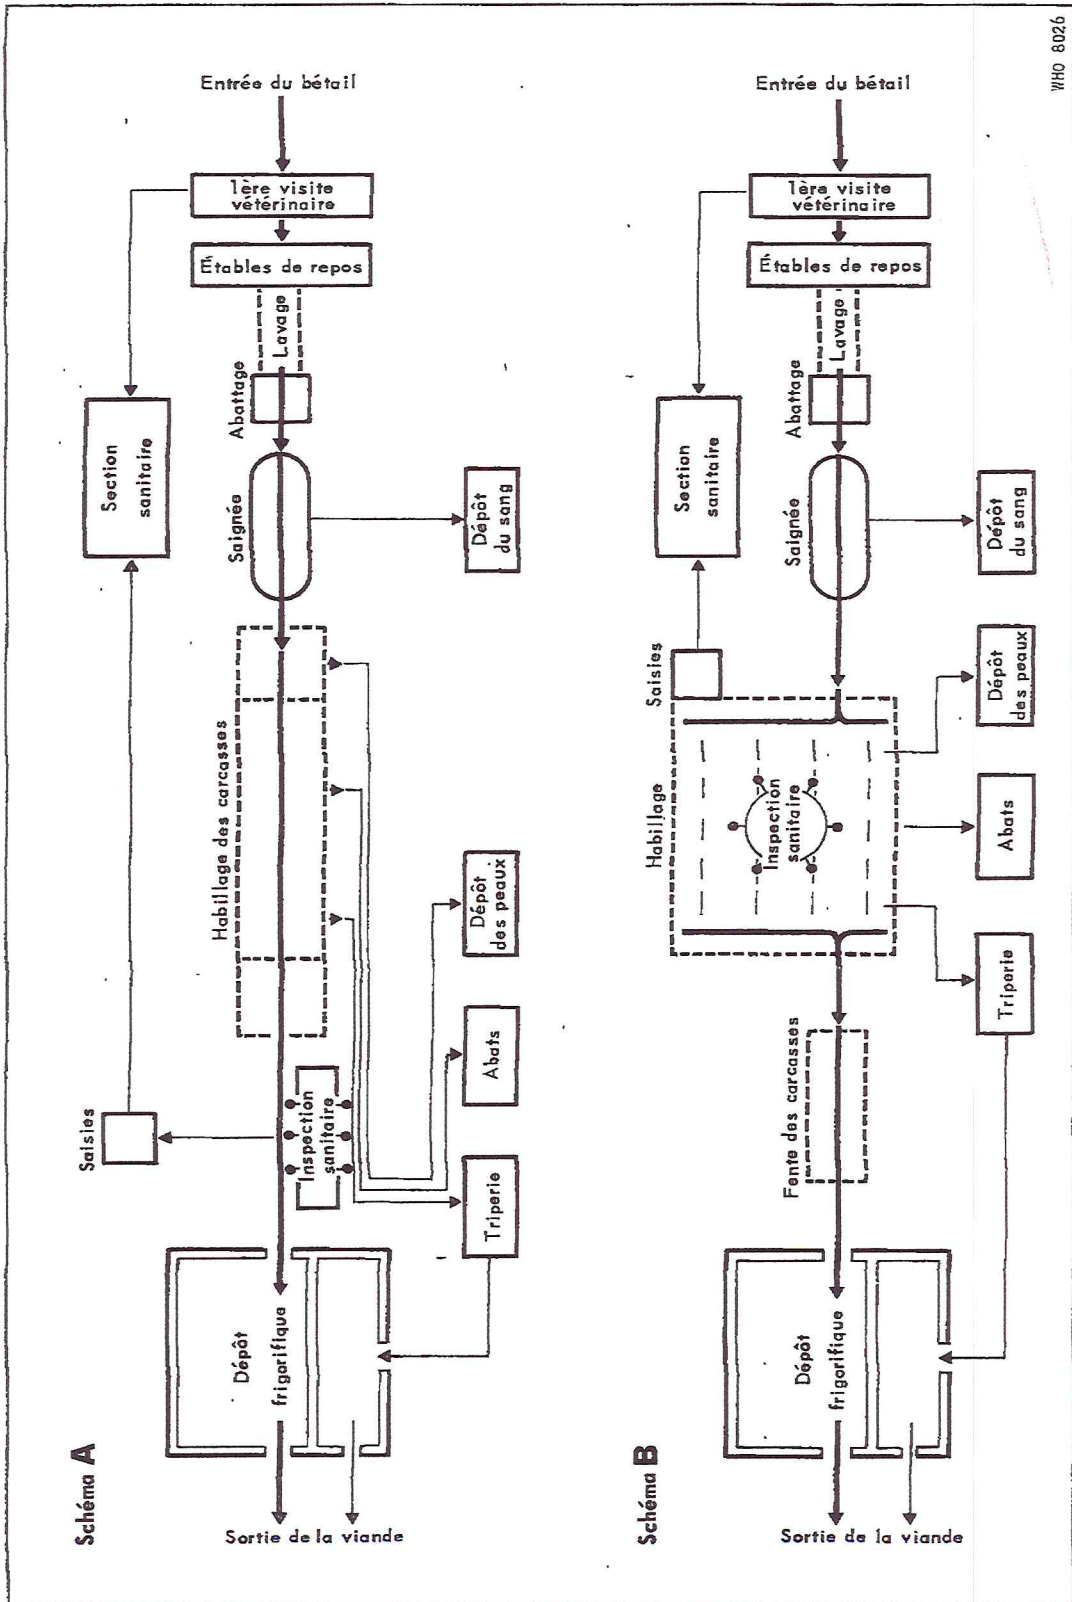 WHO 8026
Schéma A
Entrée du bétail
1ère visite
vétérinaire
Étables de repos
Lavage
Abattage
Section
sanitaire
Saignée
Dépôt
du sang
Habillage des carcasses
Dépôt
des peaux
Abats
Saisies
Inspection
sanitaire
Triperie
Dépôt
frigorifique
Sortie de la viande
Schéma B
Entrée du bétail
1ère visite
vétérinaire
Étables de repos
Lavage
Abattage
Section
sanitaire
Saignée
Dépôt
du sang
Saisies
Habillage
Inspection
sanitaire
Dépôt
des peaux
Abats
Triperie
Fente des carcasses
Dépôt
frigorifique
Sortie de la viande